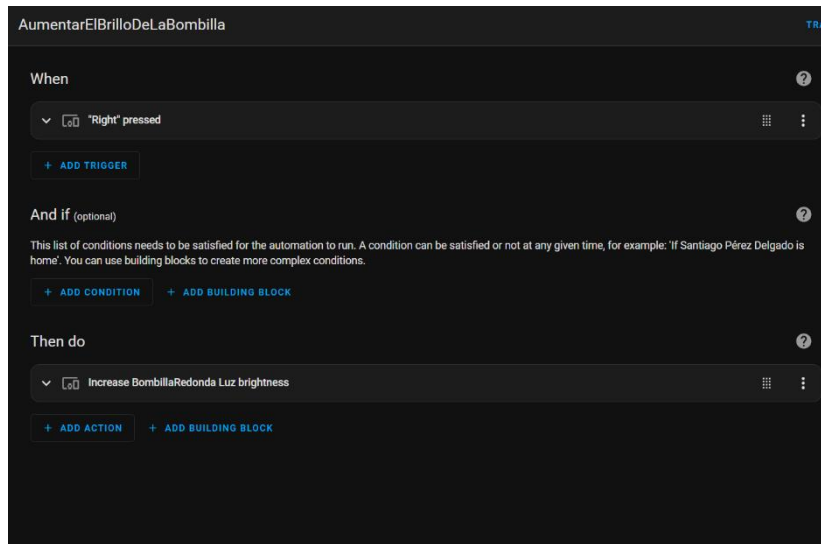 AumentarElBrilloDeLaBombilla
TRA
When
"Right" pressed
+ ADD TRIGGER
And if (optional)
This list of conditions needs to be satisfied for the automation to run. A condition can be satisfied or not at any given time, for example: 'If Santiago Pérez Delgado is
home'. You can use building blocks to create more complex conditions.
+ ADD CONDITION + ADD BUILDING BLOCK
Then do
Increase BombillaRedonda Luz brightness
+ ADD ACTION + ADD BUILDING BLOCK